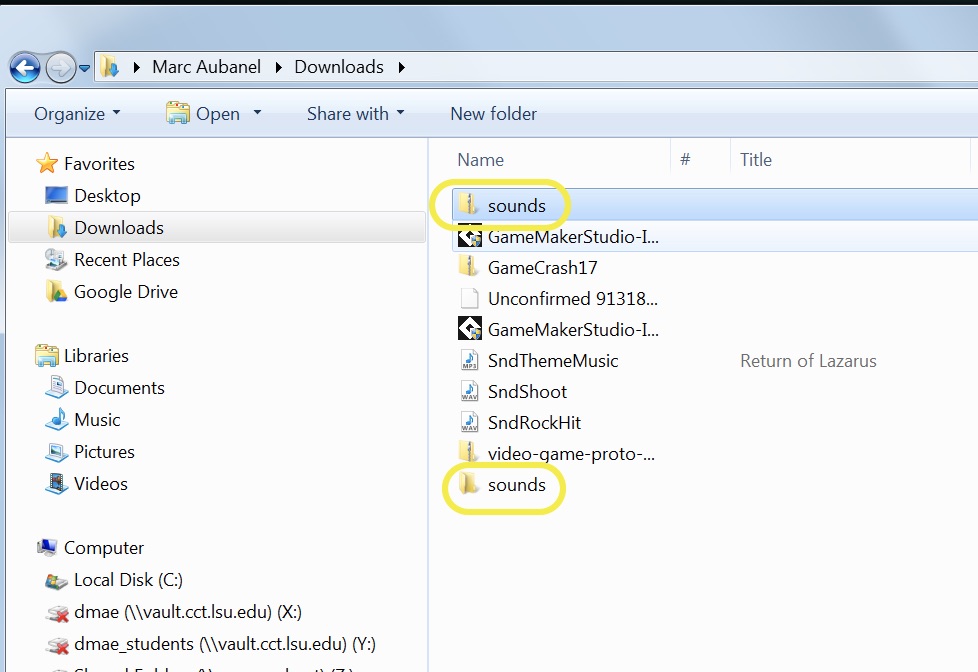 Marc Aubanel Downloads
Organize Open Share with New folder
Name # Title
Favorites
Desktop
Downloads
Recent Places
Google Drive
Libraries
Documents
Music
Pictures
Videos
Computer
Local Disk (C:)
dmae (\\vault.cct.lsu.edu) (X:)
dmae_students (\\vault.cct.lsu.edu) (Y:)
sounds
GameMakerStudio-I...
GameCrash17
Unconfirmed 91318...
GameMakerStudio-I...
SndThemeMusic Return of Lazarus
SndShoot
SndRockHit
video-game-proto-...
sounds